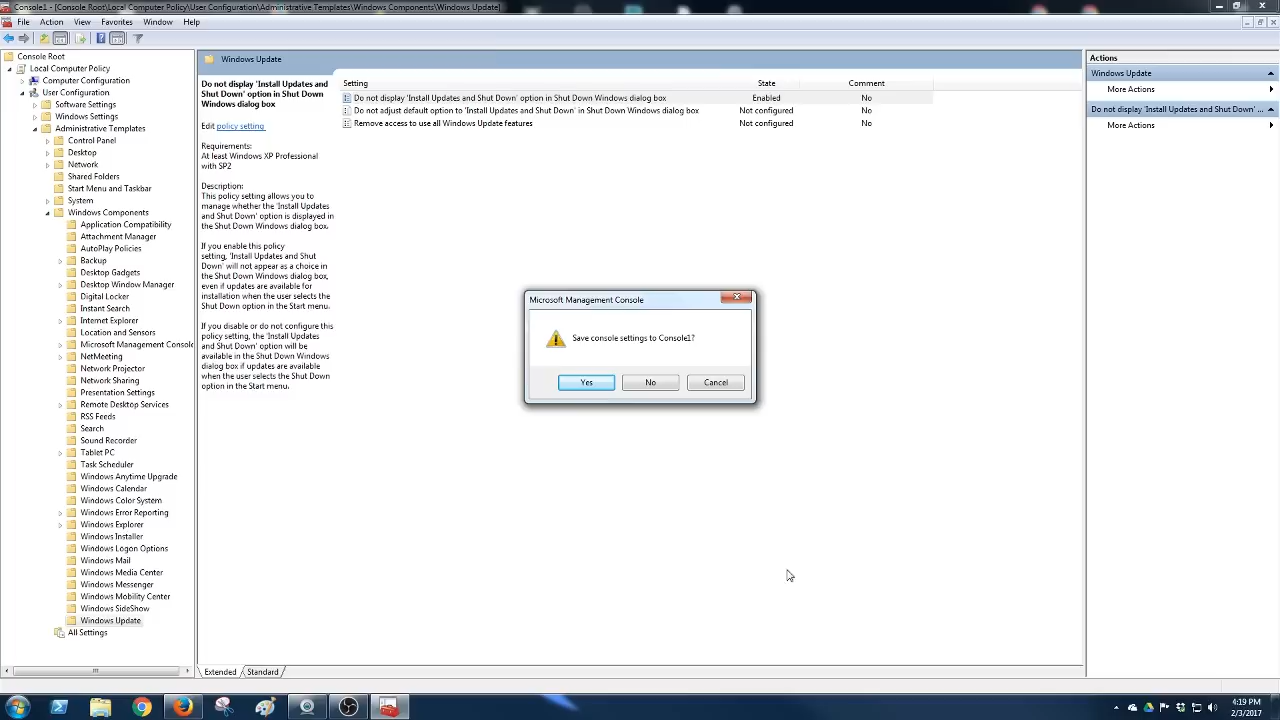 Console1 - [Console Root\Local Computer Policy\User Configuration\Administrative Templates\Windows Components\Windows Update]
File Action View Favorites Window Help
Console Root
Local Computer Policy
Computer Configuration
User Configuration
Software Settings
Windows Settings
Administrative Templates
Control Panel
Desktop
Network
Shared Folders
Start Menu and Taskbar
System
Windows Components
Application Compatibility
Attachment Manager
AutoPlay Policies
Backup
Desktop Gadgets
Desktop Window Manager
Digital Locker
Instant Search
Internet Explorer
Location and Sensors
Microsoft Management Console
NetMeeting
Network Projector
Network Sharing
Presentation Settings
Remote Desktop Services
RSS Feeds
Search
Sound Recorder
Tablet PC
Task Scheduler
Windows Anytime Upgrade
Windows Calendar
Windows Color System
Windows Error Reporting
Windows Explorer
Windows Installer
Windows Logon Options
Windows Mail
Windows Media Center
Windows Messenger
Windows Mobility Center
Windows SideShow
Windows Update
All Settings
Windows Update
Do not display 'Install Updates and
Shut Down' option in Shut Down
Windows dialog box
Edit policy setting
Requirements:
At least Windows XP Professional
with SP2
Description:
This policy setting allows you to
manage whether the 'Install Updates
and Shut Down' option is displayed in
the Shut Down Windows dialog box.
If you enable this policy
setting, 'Install Updates and Shut
Down' will not appear as a choice in
the Shut Down Windows dialog box,
even if updates are available for
installation when the user selects the
Shut Down option in the Start menu.
If you disable or do not configure this
policy setting, the 'Install Updates
and Shut Down' option will be
available in the Shut Down Windows
dialog box if updates are available
when the user selects the Shut Down
option in the Start menu.
Setting State Comment
Do not display 'Install Updates and Shut Down' option in Shut Down Windows dialog box Enabled No
Do not adjust default option to 'Install Updates and Shut Down' in Shut Down Windows dialog box Not configured No
Remove access to use all Windows Update features Not configured No
Microsoft Management Console
Save console settings to Console1?
Yes No Cancel
Extended Standard
Actions
Windows Update
More Actions
Do not display 'Install Updates and Shut Down' ...
More Actions
4:19 PM
2/3/2017